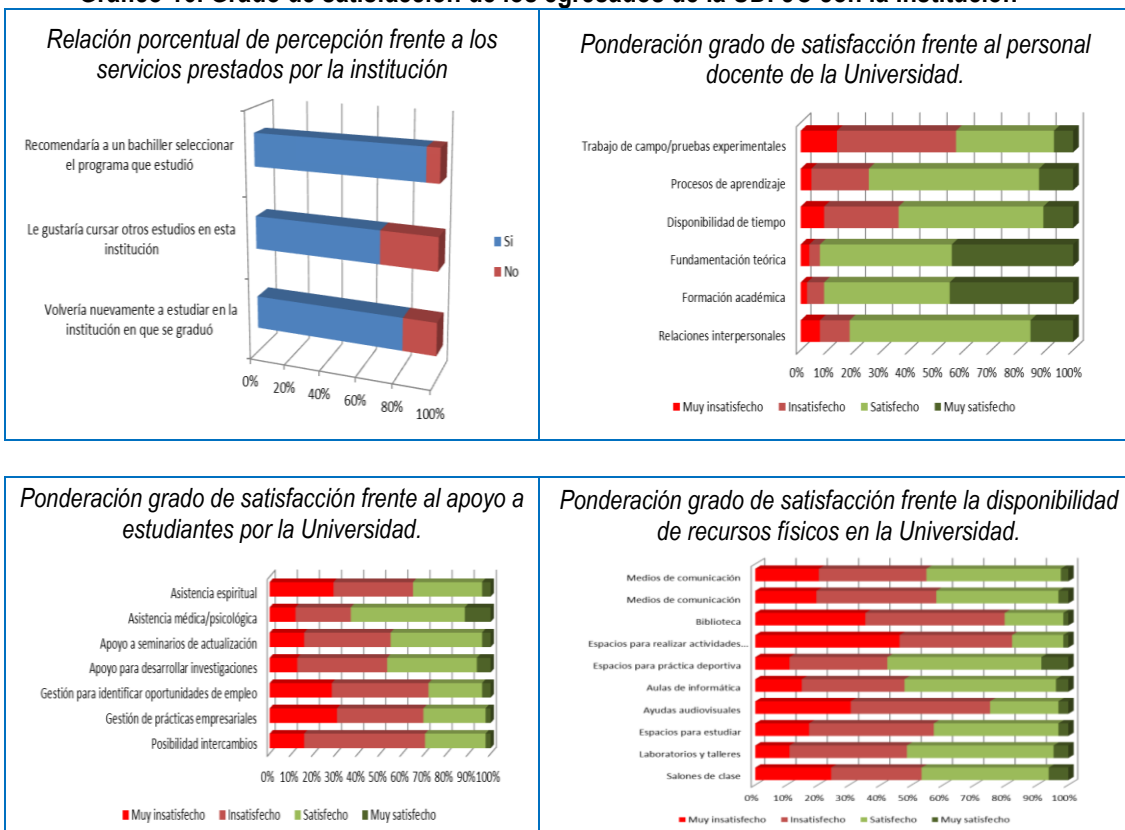 Relación porcentual de percepción frente a los
servicios prestados por la institución
Recomendaría a un bachiller seleccionar
el programa que estudió
Le gustaría cursar otros estudios en esta
institución
Volvería nuevamente a estudiar en la
institución en que se graduó
0% 20% 40% 60% 80% 100%
Si
No
Ponderación grado de satisfacción frente al personal
docente de la Universidad.
Trabajo de campo/pruebas experimentales
Procesos de aprendizaje
Disponibilidad de tiempo
Fundamentación teórica
Formación académica
Relaciones interpersonales
0% 10% 20% 30% 40% 50% 60% 70% 80% 90% 100%
Muy insatisfecho Insatisfecho Satisfecho Muy satisfecho
Ponderación grado de satisfacción frente al apoyo a
estudiantes por la Universidad.
Asistencia espiritual
Asistencia médica/psicológica
Apoyo a seminarios de actualización
Apoyo para desarrollar investigaciones
Gestión para identificar oportunidades de empleo
Gestión de prácticas empresariales
Posibilidad intercambios
0% 10% 20% 30% 40% 50% 60% 70% 80% 90%100%
Muy insatisfecho Insatisfecho Satisfecho Muy satisfecho
Ponderación grado de satisfacción frente la disponibilidad
de recursos físicos en la Universidad.
Medios de comunicación
Medios de comunicación
Biblioteca
Espacios para realizar actividades...
Espacios para práctica deportiva
Aulas de informática
Ayudas audiovisuales
Espacios para estudiar
Laboratorios y talleres
Salones de clase
0% 10% 20% 30% 40% 50% 60% 70% 80% 90% 100%
Muy insatisfecho Insatisfecho Satisfecho Muy satisfecho